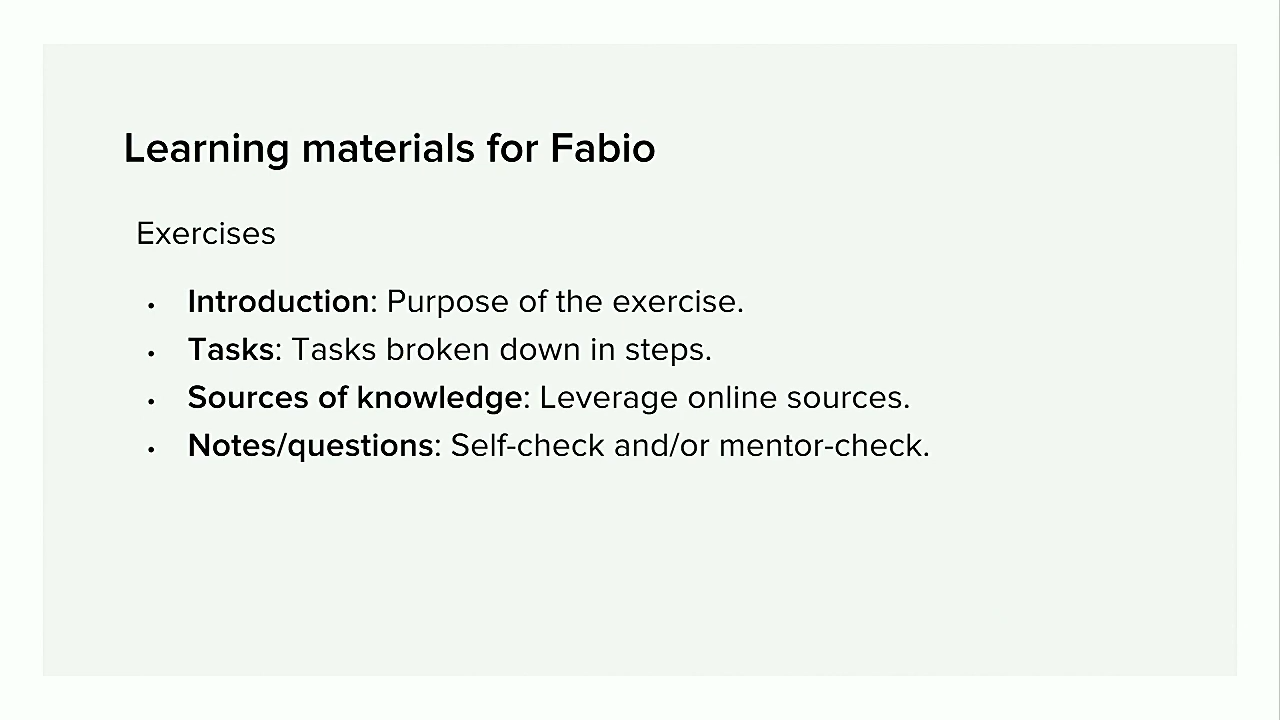 Learning materials for Fabio
Exercises
• Introduction: Purpose of the exercise.
• Tasks: Tasks broken down in steps.
• Sources of knowledge: Leverage online sources.
• Notes/questions: Self-check and/or mentor-check.